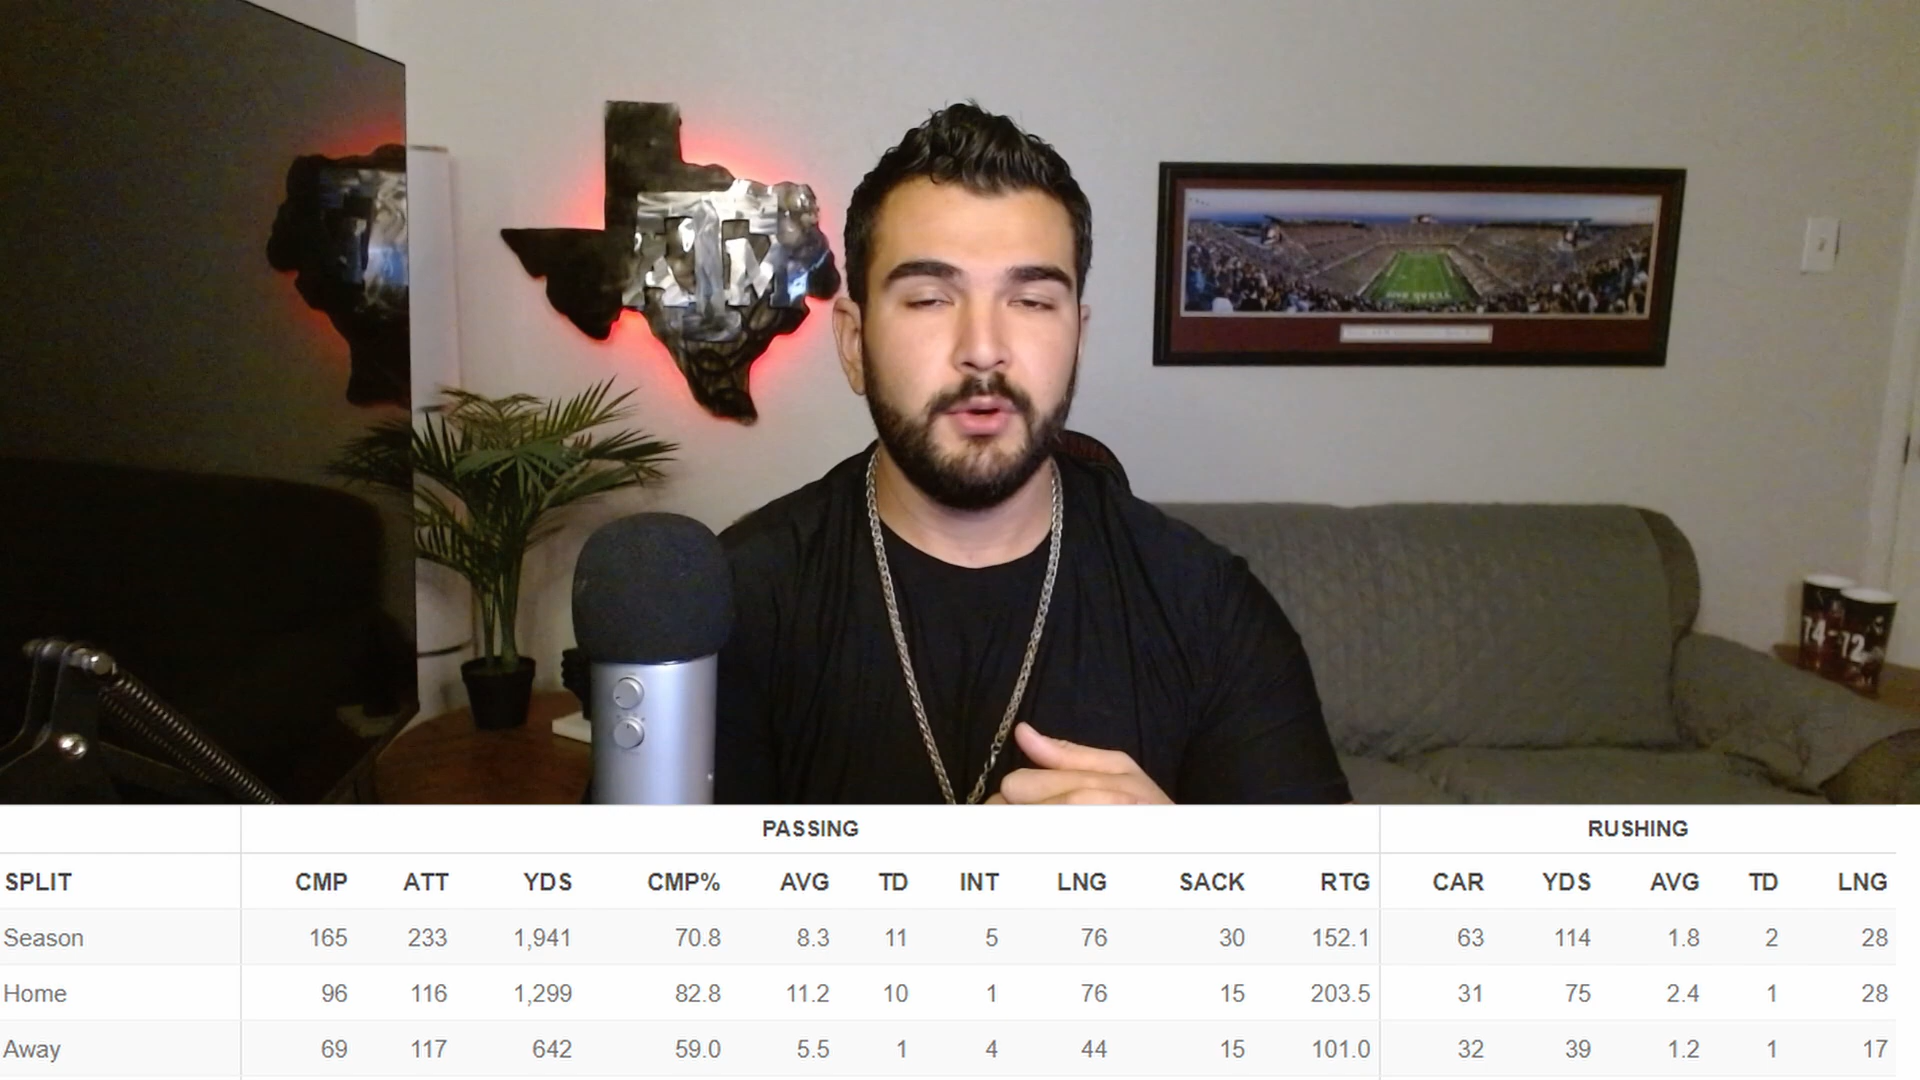 ATM
74-72
PASSING RUSHING
SPLIT CMP ATT YDS CMP% AVG TD INT LNG SACK RTG CAR YDS AVG TD LNG
Season 165 233 1,941 70.8 8.3 11 5 76 30 152.1 63 114 1.8 2 28
Home 96 116 1,299 82.8 11.2 10 1 76 15 203.5 31 75 2.4 1 28
Away 69 117 642 59.0 5.5 1 4 44 15 101.0 32 39 1.2 1 17